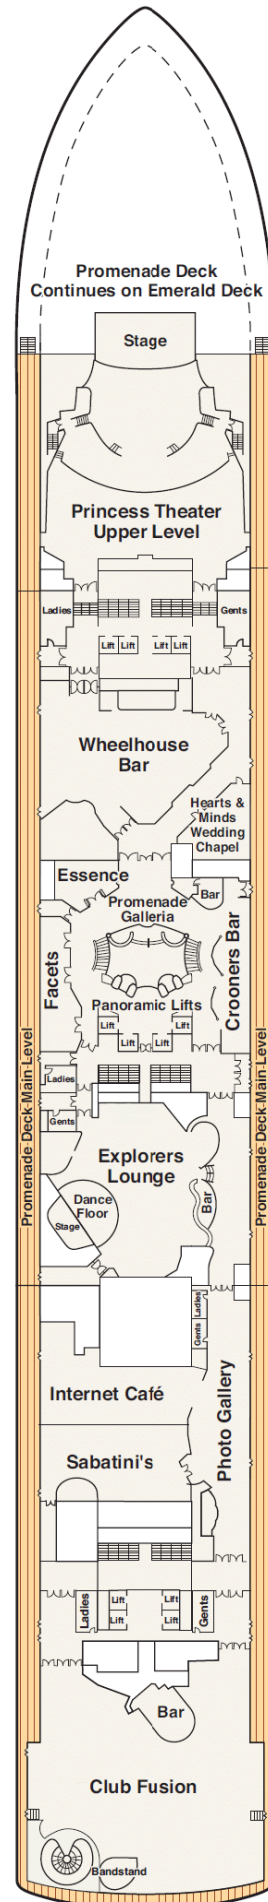 Promenade Deck
Continues on Emerald Deck
Stage
Princess Theater
Upper Level
Ladies
Gents
Lift Lift
Lift Lift
Wheelhouse
Bar
Hearts &
Minds
Wedding
Chapel
Essence
Bar
Promenade
Galleria
Facets
Crooners Bar
Panoramic Lifts
Lift
Lift
Lift
Lift
Promenade Deck Main Level
Promenade Deck Main Level
Ladies
Gents
Explorers
Lounge
Dance
Floor
Stage
Bar
Ladies
Gents
Internet Café
Photo Gallery
Sabatini's
Ladies
Lift
Lift
Lift
Lift
Gents
Bar
Club Fusion
Bandstand